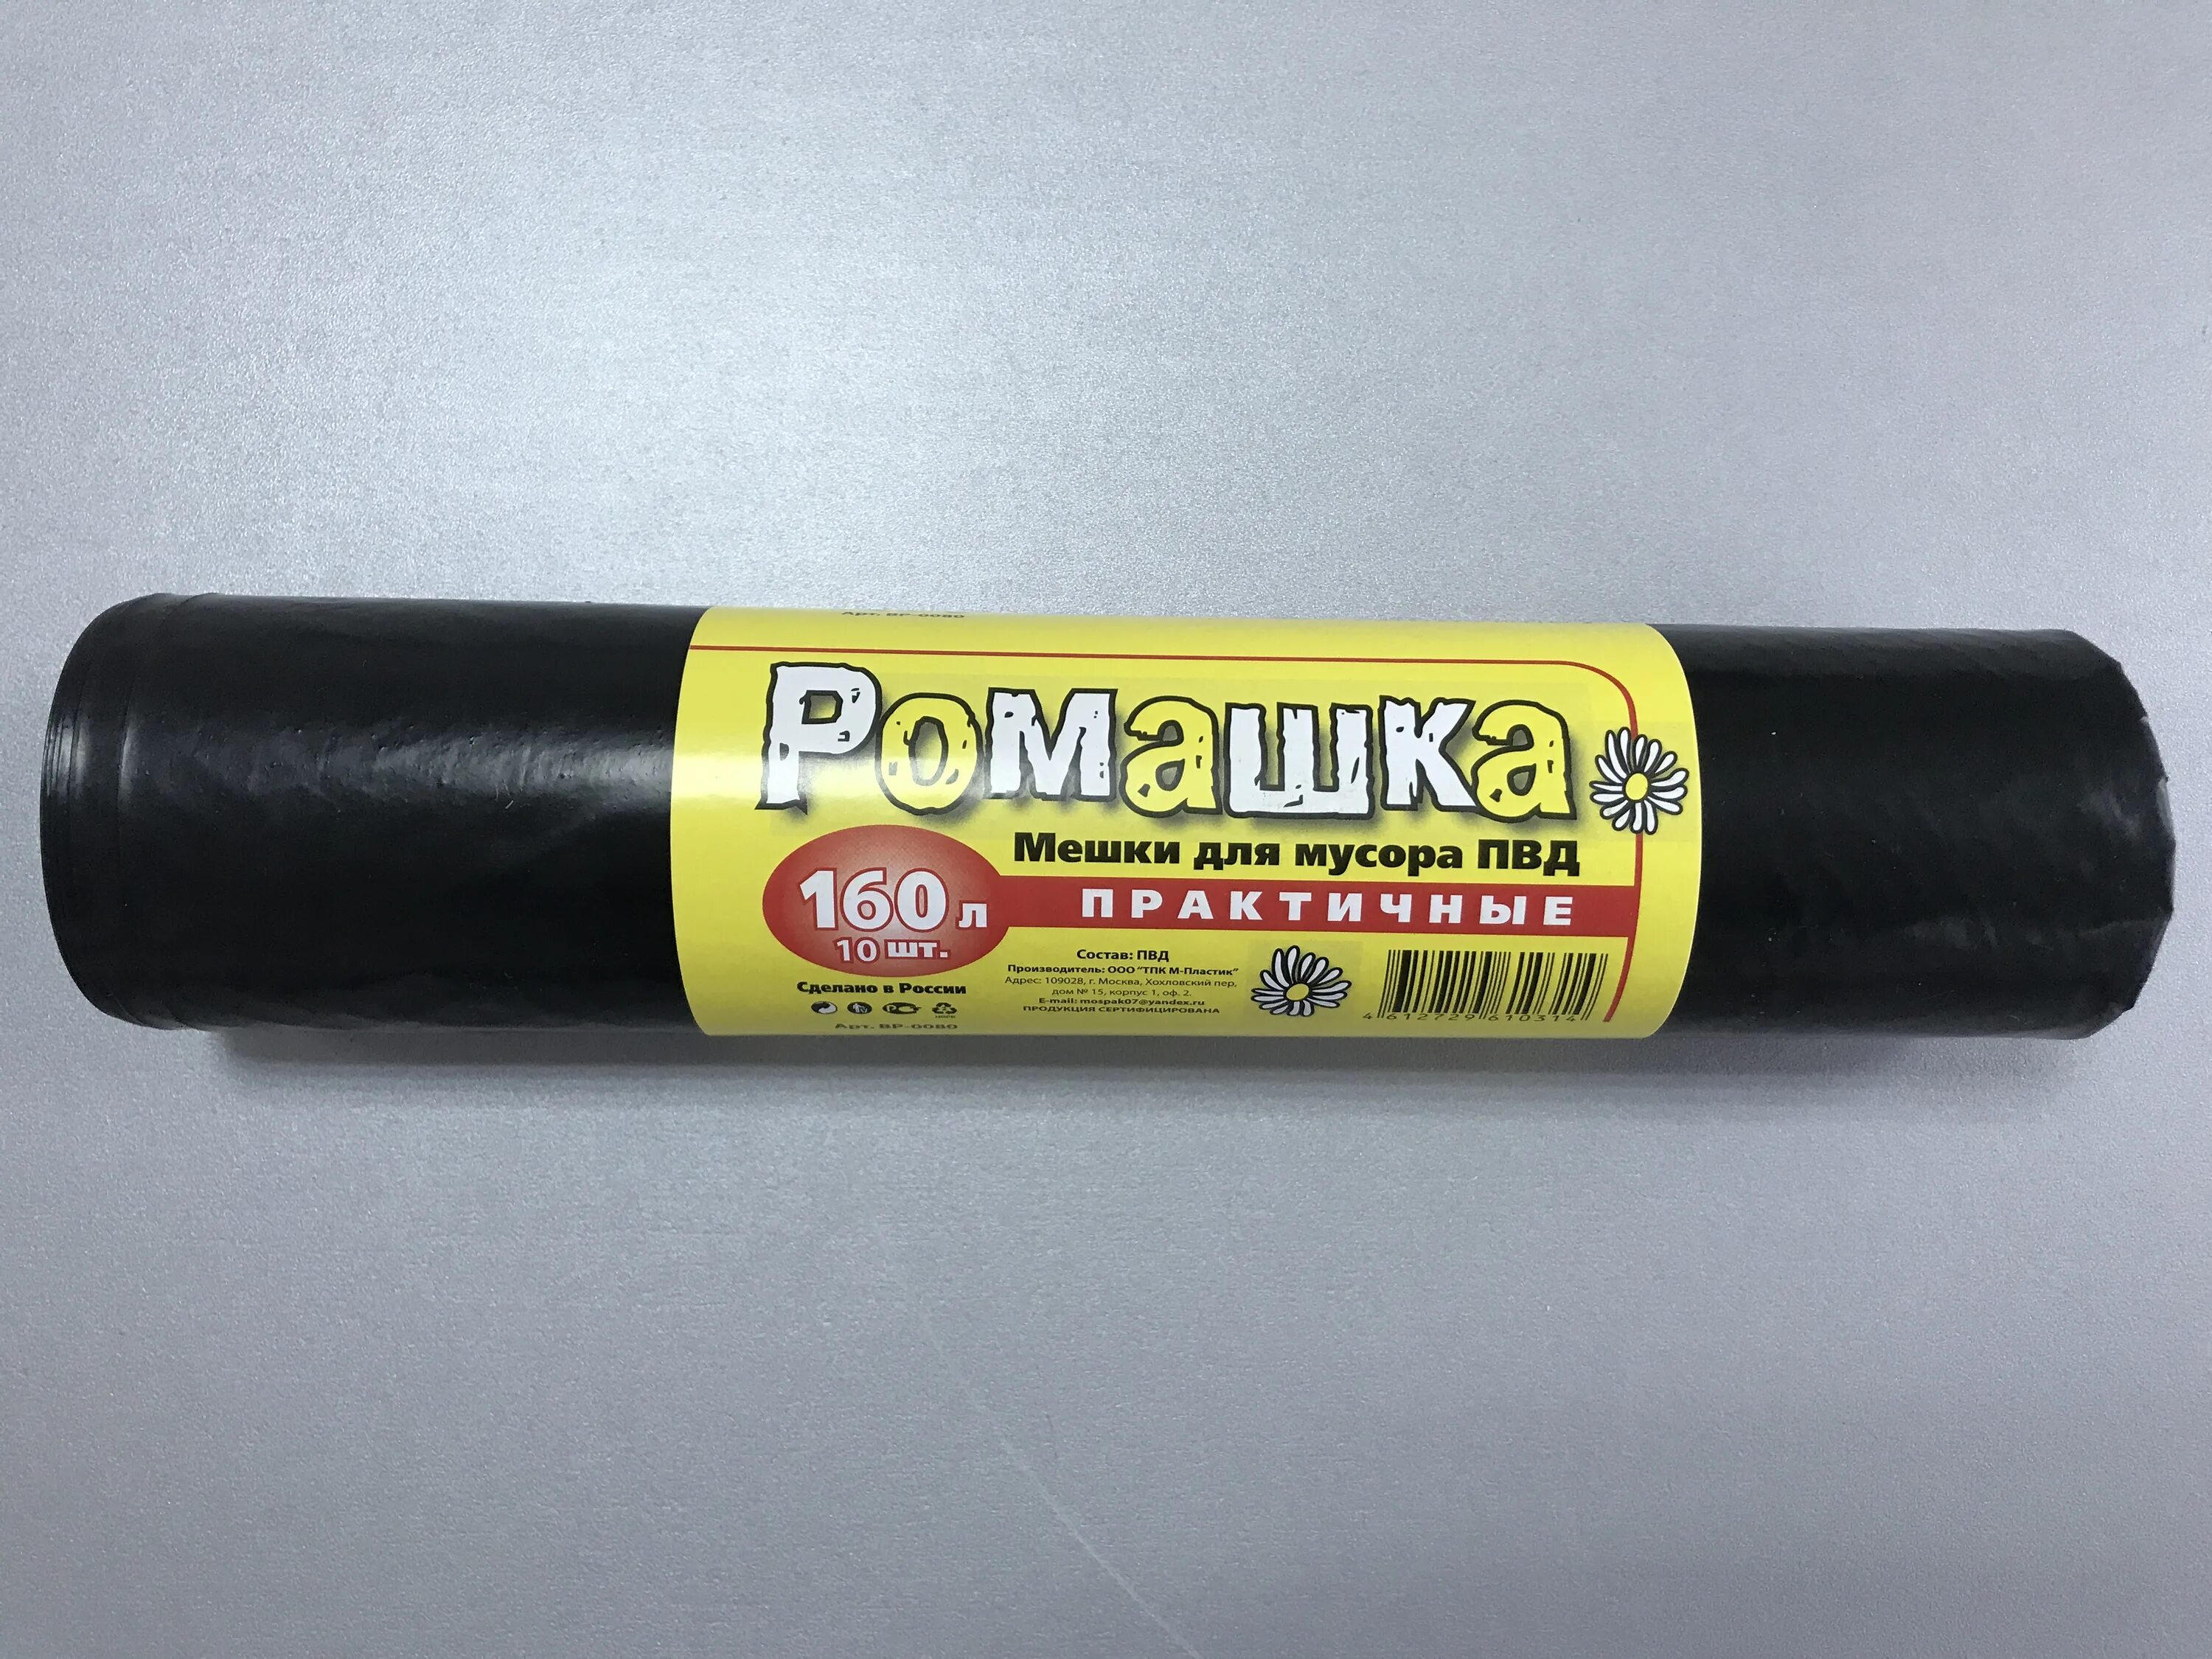 Арт. ВР-0080
Ромашка
Мешки для мусора ПВД
ПРАКТИЧНЫЕ
160 л
10 шт.
Сделано в России
Состав: ПВД
Производитель: ООО "ТПК М-Пластик"
Адрес: 109028, г. Москва, Хохловский пер,
дом № 15, корпус 1, оф. 2.
E-mail: mospak07@yandex.ru
ПРОДУКЦИЯ СЕРТИФИЦИРОВАНА
4 612729 610314
Арт. ВР-0080